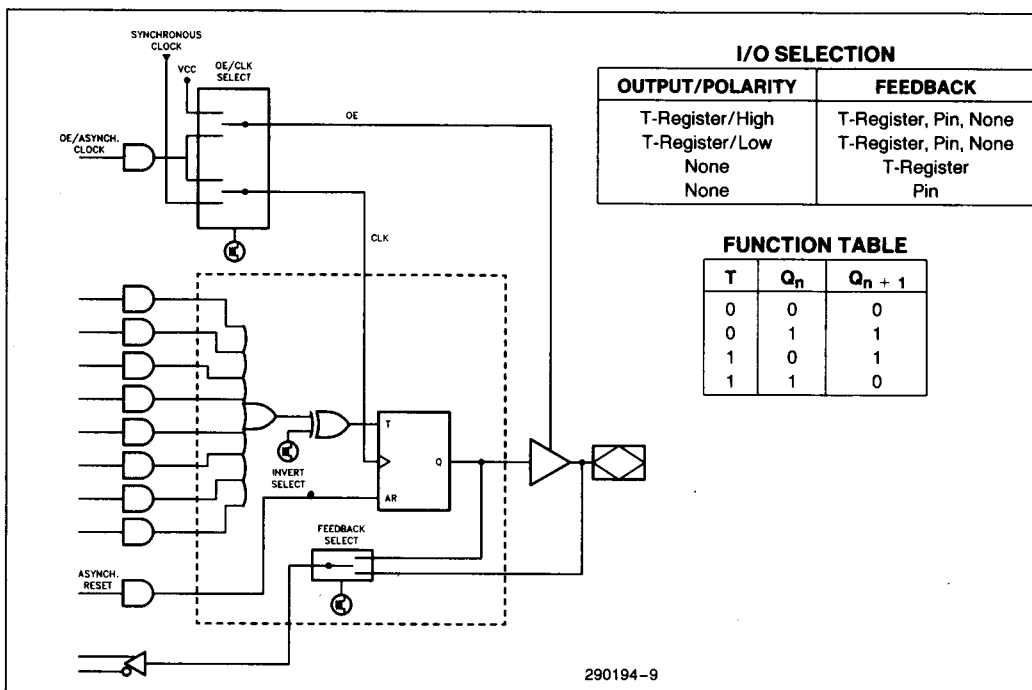 SYNCHRONOUS
CLOCK
VCC
OE/CLK
SELECT
OE
OE/ASYNCH.
CLOCK
CLK
T
Q
AR
INVERT
SELECT
FEEDBACK
SELECT
ASYNCH.
RESET
I/O SELECTION
OUTPUT/POLARITY FEEDBACK
T-Register/High T-Register, Pin, None
T-Register/Low T-Register, Pin, None
None T-Register
None Pin
FUNCTION TABLE
T Qn Qn + 1
0 0 0
0 1 1
1 0 1
1 1 0
290194-9